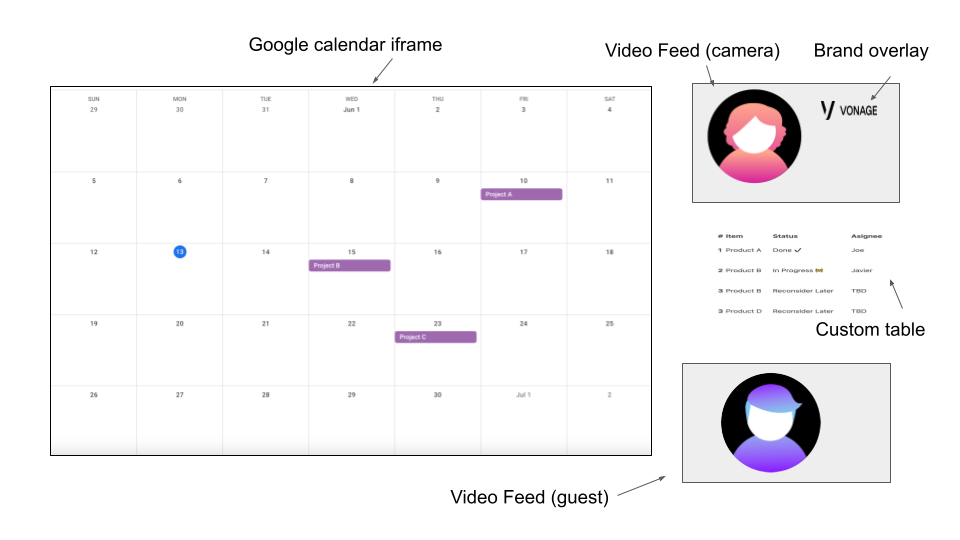 Google calendar iframe
Video Feed (camera)
Brand overlay
SUN MON TUE WED THU FRI SAT
29 30 31 Jun 1 2 3 4
5 6 7 8 9 10 11
Project A
12 13 14 15 16 17 18
Project B
19 20 21 22 23 24 25
Project C
26 27 28 29 30 Jul 1 2
VONAGE
# Item Status Asignee
1 Product A Done ✓ Joe
2 Product B In Progress 🚧 Javier
3 Product B Reconsider Later TBD
3 Product D Reconsider Later TBD
Custom table
Video Feed (guest)